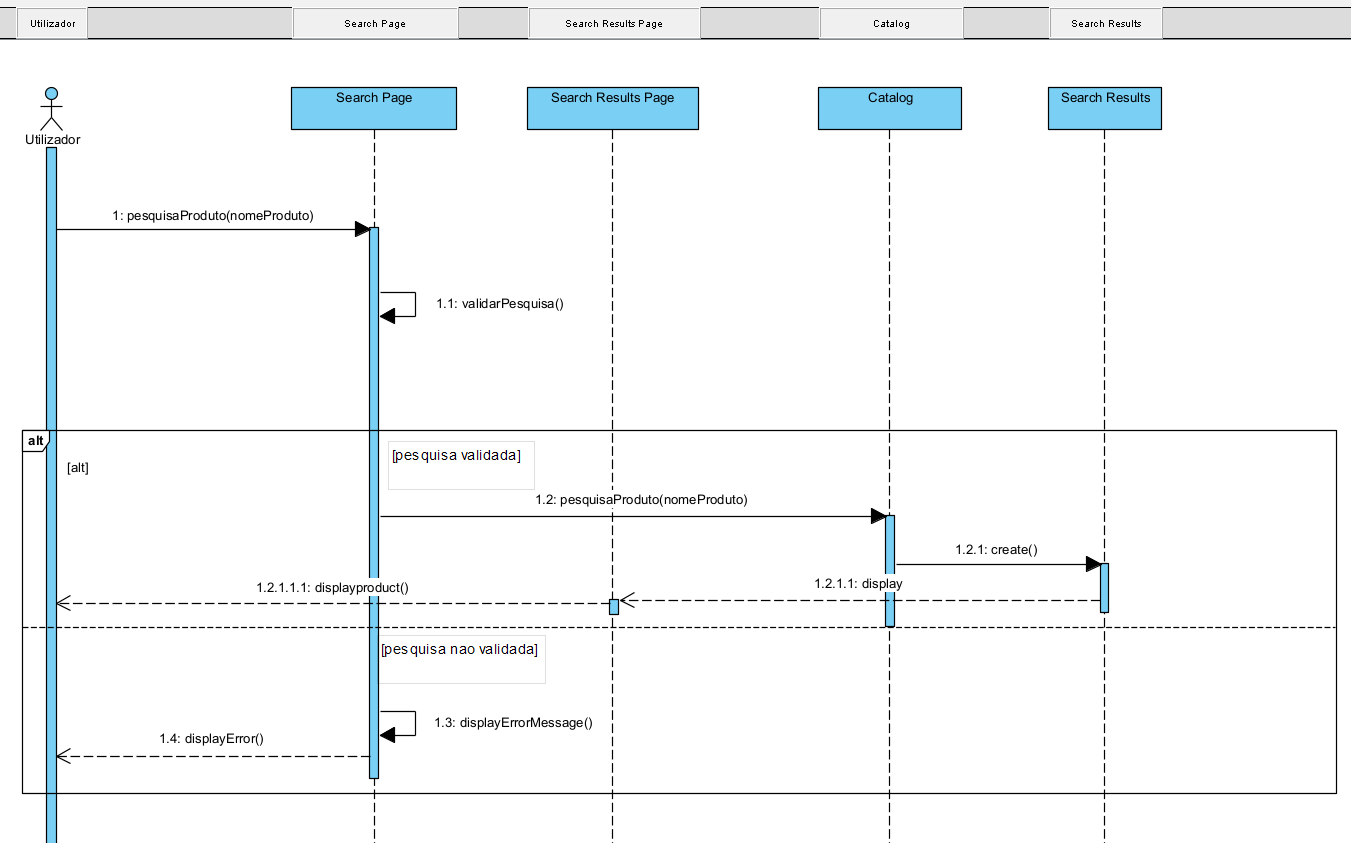 Utilizador
Search Page
Search Results Page
Catalog
Search Results
Search Page
Search Results Page
Catalog
Search Results
Utilizador
1: pesquisaProduto(nomeProduto)
1.1: validarPesquisa()
alt
[pesquisa validada]
[alt]
1.2: pesquisaProduto(nomeProduto)
1.2.1: create()
1.2.1.1: display
1.2.1.1.1: displayproduct()
[pesquisa nao validada]
1.3: displayErrorMessage()
1.4: displayError()